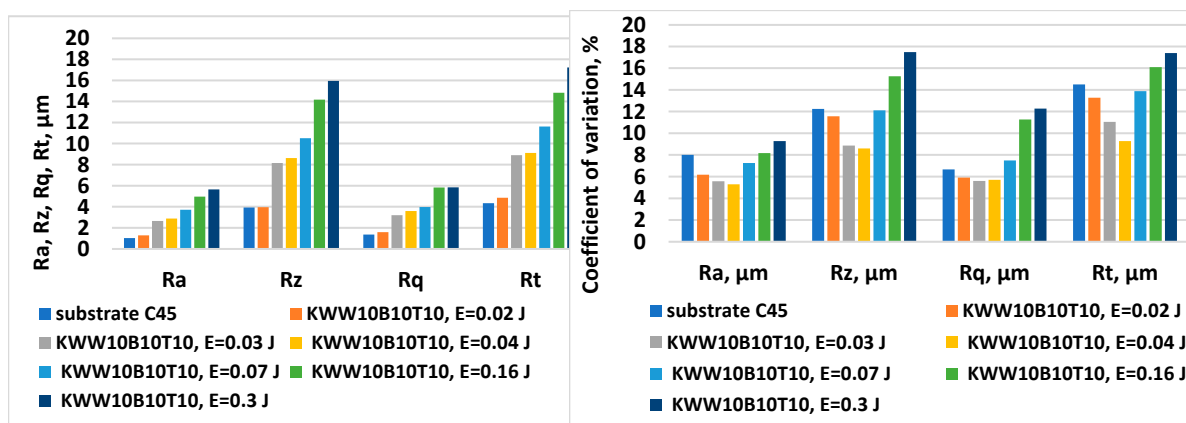 Ra, Rz, Rq, Rt, µm
20
18
16
14
12
10
8
6
4
2
0
Ra Rz Rq Rt
substrate C45 KWW10B10T10, E=0.02 J
KWW10B10T10, E=0.03 J KWW10B10T10, E=0.04 J
KWW10B10T10, E=0.07 J KWW10B10T10, E=0.16 J
KWW10B10T10, E=0.3 J
Coefficient of variation, %
20
18
16
14
12
10
8
6
4
2
0
Ra, µm Rz, µm Rq, µm Rt, µm
substrate C45 KWW10B10T10, E=0.02 J
KWW10B10T10, E=0.03 J KWW10B10T10, E=0.04 J
KWW10B10T10, E=0.07 J KWW10B10T10, E=0.16 J
KWW10B10T10, E=0.3 J